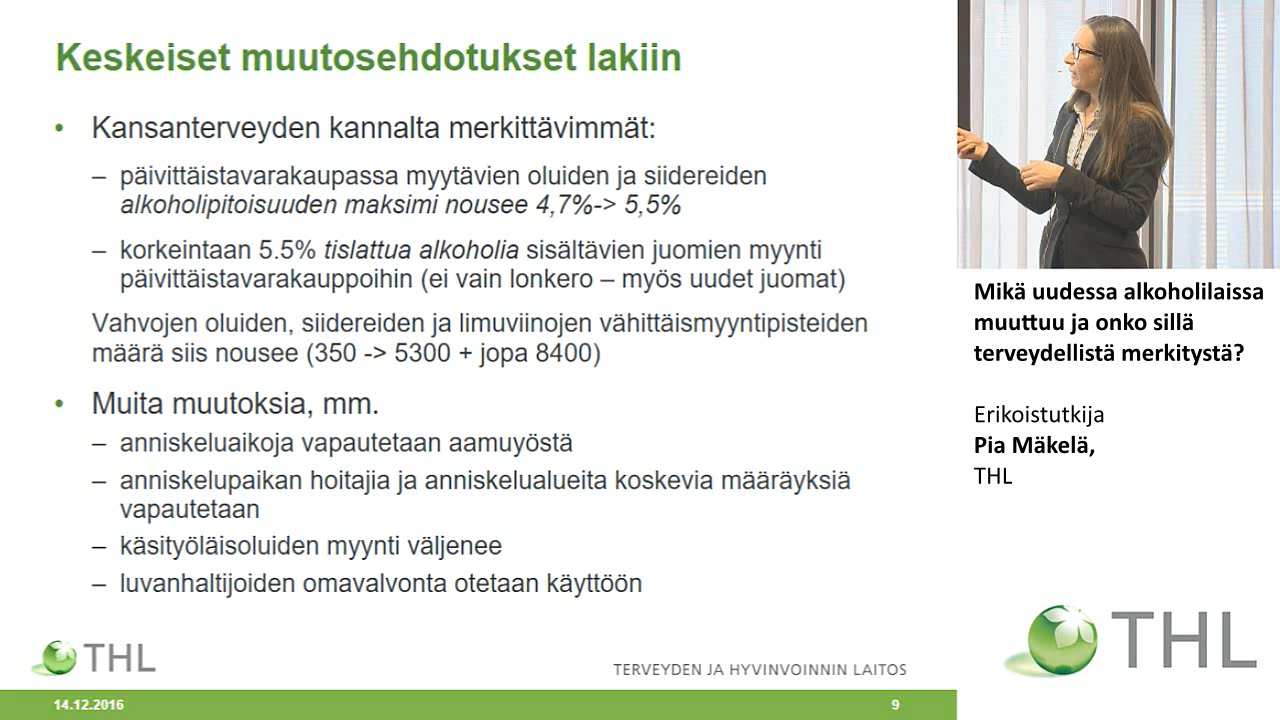 Keskeiset muutosehdotukset lakiin
• Kansanterveyden kannalta merkittävimmät:
– päivittäistavarakaupassa myytävien oluiden ja siidereiden
alkoholipitoisuuden maksimi nousee 4,7%-> 5,5%
– korkeintaan 5.5% tislattua alkoholia sisältävien juomien myynti
päivittäistavarakauppoihin (ei vain lonkero – myös uudet juomat)
Vahvojen oluiden, siidereiden ja limuviinojen vähittäismyyntipisteiden
määrä siis nousee (350 -> 5300 + jopa 8400)
• Muita muutoksia, mm.
– anniskeluaikoja vapautetaan aamuyöstä
– anniskelupaikan hoitajia ja anniskelualueita koskevia määräyksiä
vapautetaan
– käsityöläisoluiden myynti väljenee
– luvanhaltijoiden omavalvonta otetaan käyttöön
THL
TERVEYDEN JA HYVINVOINNIN LAITOS
14.12.2016
9
Mikä uudessa alkoholilaissa
muuttuu ja onko sillä
terveydellistä merkitystä?
Erikoistutkija
Pia Mäkelä,
THL
THL